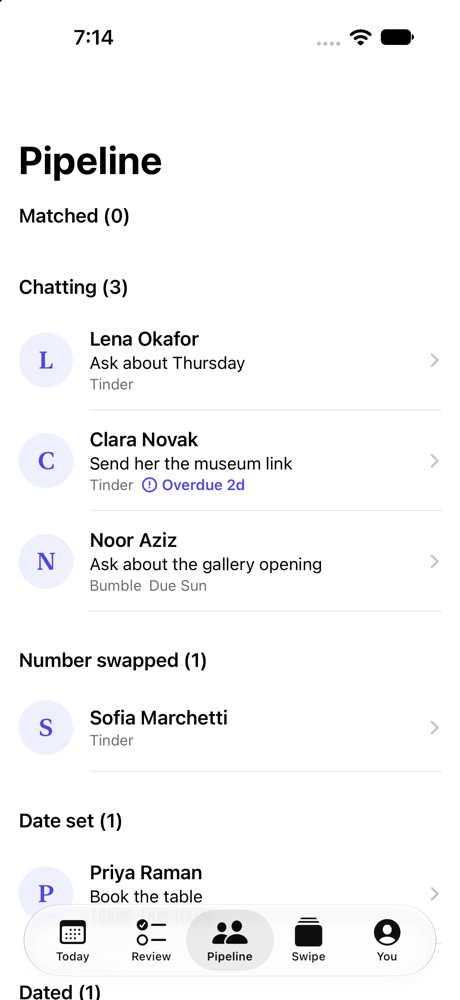 7:14
Pipeline
Matched (0)
Chatting (3)
L
Lena Okafor
Ask about Thursday
Tinder
C
Clara Novak
Send her the museum link
Tinder Overdue 2d
N
Noor Aziz
Ask about the gallery opening
Bumble Due Sun
Number swapped (1)
S
Sofia Marchetti
Tinder
Date set (1)
P
Priya Raman
Book the table
Today Review Pipeline Swipe You
Dated (1)